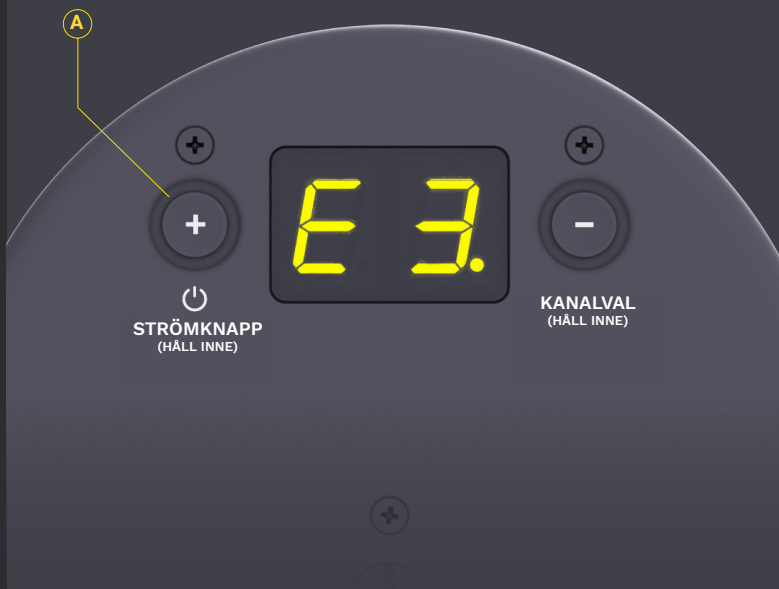 A
+
E 3.
−
STRÖMKNAPP
(HÅLL INNE)
KANALVAL
(HÅLL INNE)